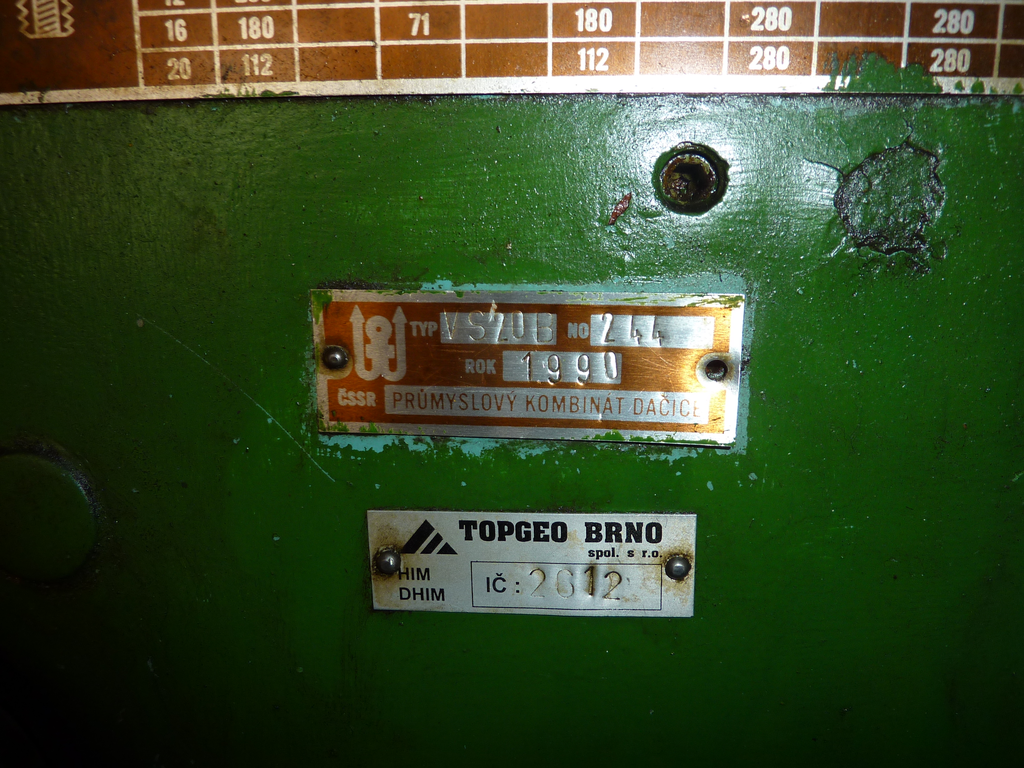 16 180 71 180 280 280
20 112 112 280 280
TYP VS20B NO 244
ROK 1990
ČSSR PRŮMYSLOVÝ KOMBINÁT DAČICE
TOPGEO BRNO
spol. s r.o.
HIM
DHIM
IČ: 2612